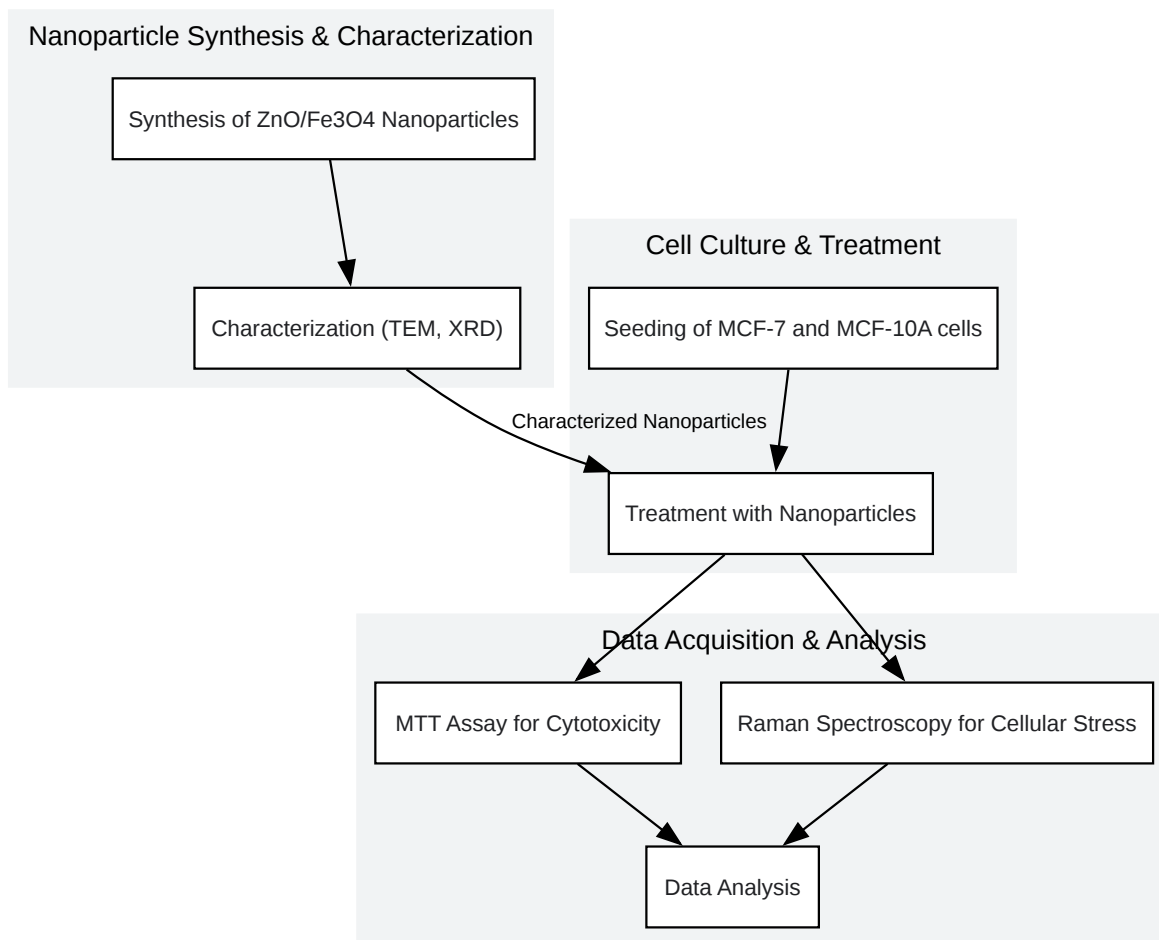 Nanoparticle Synthesis & Characterization
Synthesis of ZnO/Fe3O4 Nanoparticles
Cell Culture & Treatment
Characterization (TEM, XRD)
Seeding of MCF-7 and MCF-10A cells
Characterized Nanoparticles
Treatment with Nanoparticles
Data Acquisition & Analysis
MTT Assay for Cytotoxicity
Raman Spectroscopy for Cellular Stress
Data Analysis